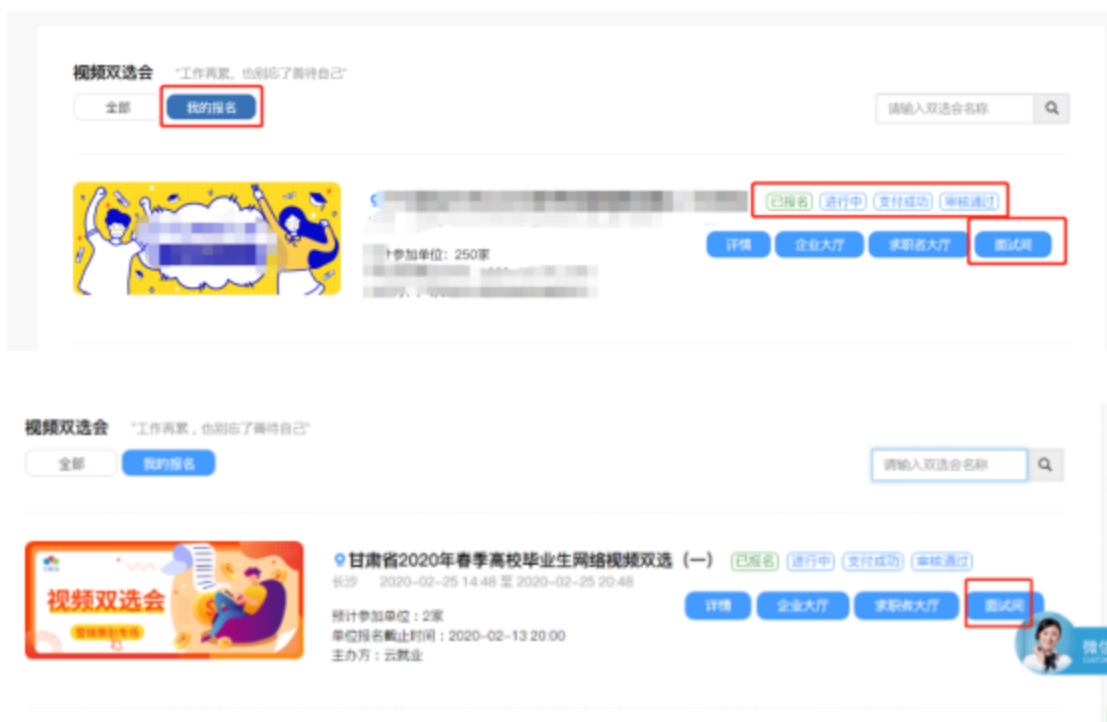 视频双选会 "工作再累，也别忘了善待自己"
全部 我的报名 请输入双选会名称
已报名 进行中 支付成功 审核通过
详情 企业大厅 求职者大厅 面试间
计参加单位：250家
视频双选会 "工作再累，也别忘了善待自己"
全部 我的报名 请输入双选会名称
视频双选会
营销策划专场
甘肃省2020年春季高校毕业生网络视频双选（一） 已报名 进行中 支付成功 审核通过
长沙 2020-02-25 14:48 至 2020-02-25 20:48
详情 企业大厅 求职者大厅 面试间
预计参加单位：2家
单位报名截止时间：2020-02-13 20:00
主办方：云就业
微信